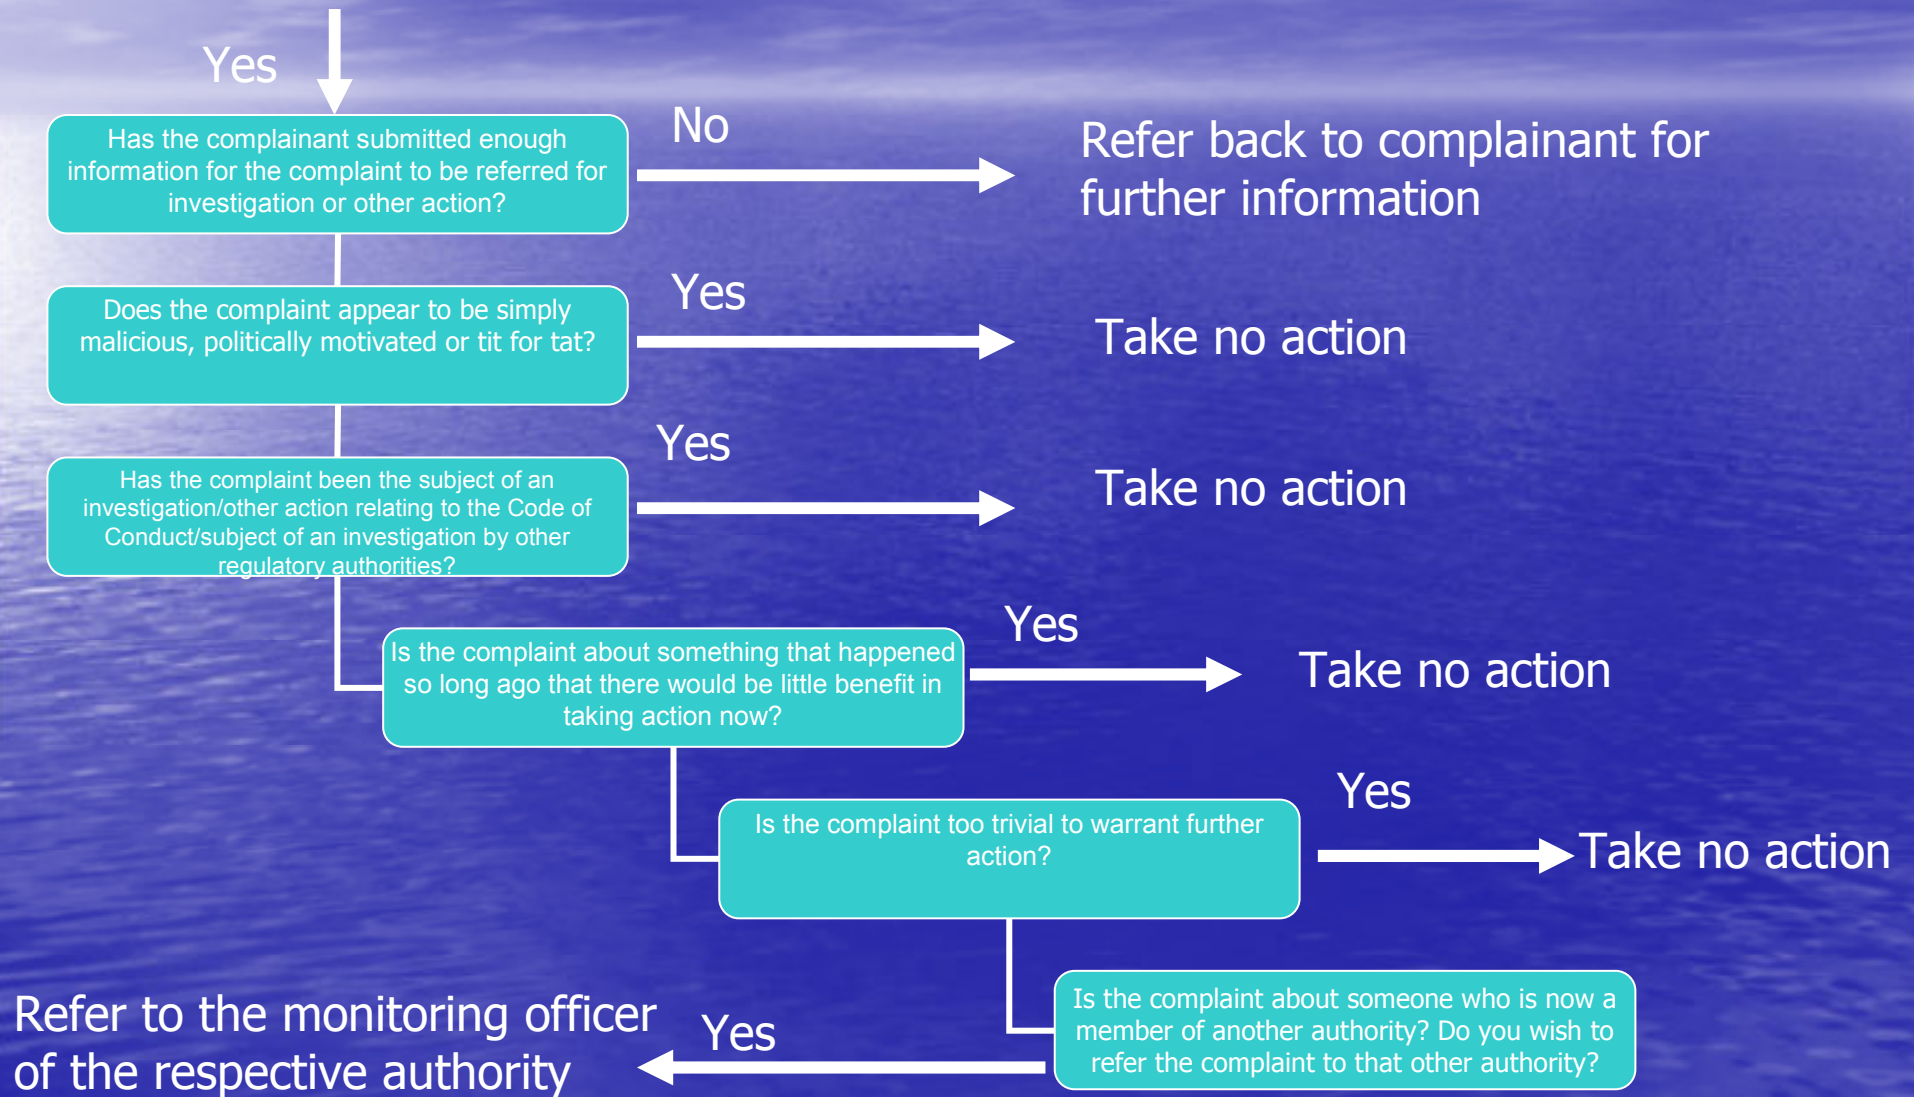 Yes
Has the complainant submitted enough
information for the complaint to be referred for
investigation or other action?
No
Refer back to complainant for
further information
Does the complaint appear to be simply
malicious, politically motivated or tit for tat?
Yes
Take no action
Has the complaint been the subject of an
investigation/other action relating to the Code of
Conduct/subject of an investigation by other
regulatory authorities?
Yes
Take no action
Is the complaint about something that happened
so long ago that there would be little benefit in
taking action now?
Yes
Take no action
Is the complaint too trivial to warrant further
action?
Yes
Take no action
Is the complaint about someone who is now a
member of another authority? Do you wish to
refer the complaint to that other authority?
Yes
Refer to the monitoring officer
of the respective authority